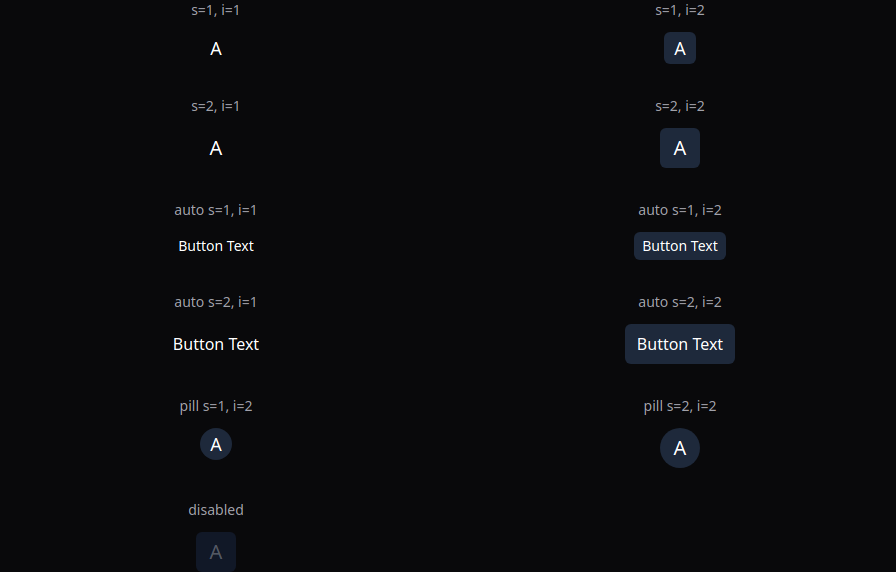 s=1, i=1
s=1, i=2
A
A
s=2, i=1
s=2, i=2
A
A
auto s=1, i=1
auto s=1, i=2
Button Text
Button Text
auto s=2, i=1
auto s=2, i=2
Button Text
Button Text
pill s=1, i=2
pill s=2, i=2
A
A
disabled
A